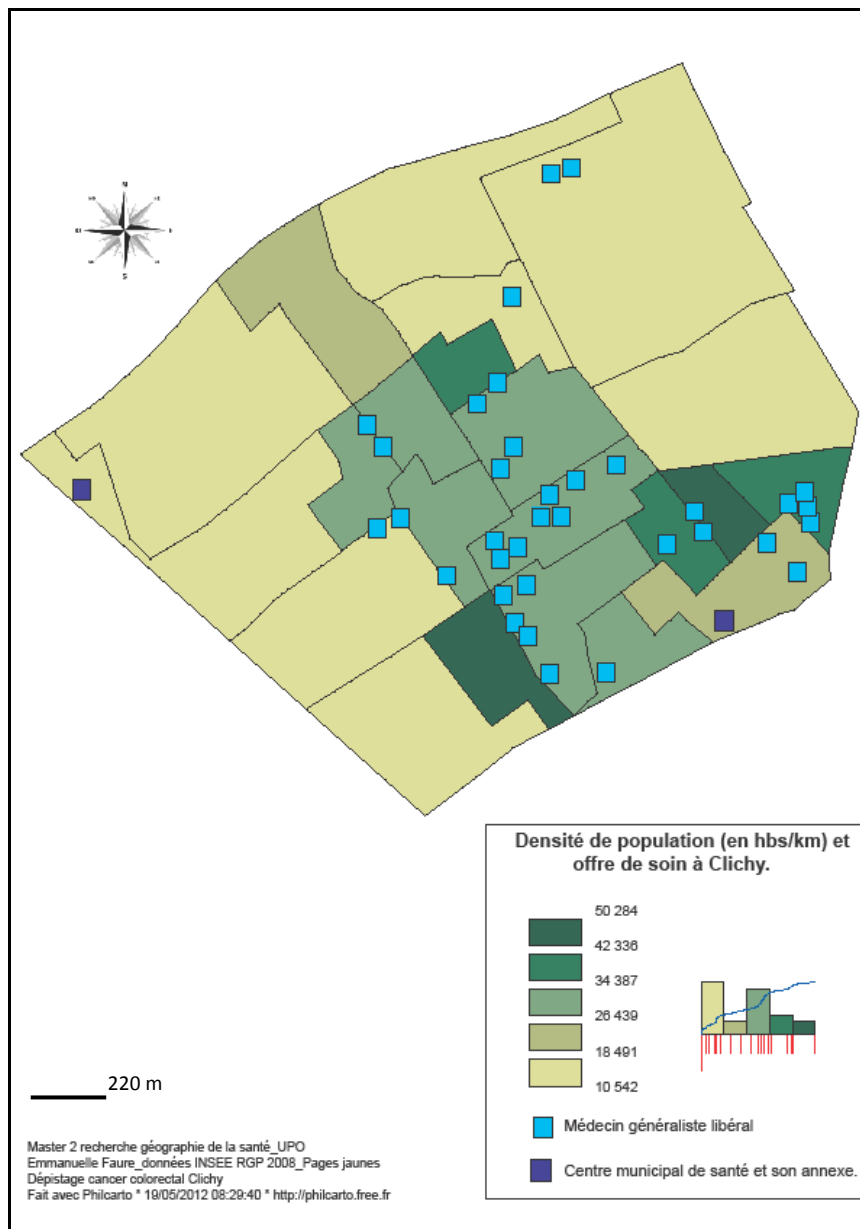 N
S
220 m
Densité de population (en hbs/km) et
offre de soin à Clichy.
50 284
42 336
34 387
26 439
18 491
10 542
Médecin généraliste libéral
Centre municipal de santé et son annexe.
Master 2 recherche géographie de la santé_UPO
Emmanuelle Faure_données INSEE RGP 2008_Pages jaunes
Dépistage cancer colorectal Clichy
Fait avec Philcarto * 19/05/2012 08:29:40 * http://philcarto.free.fr